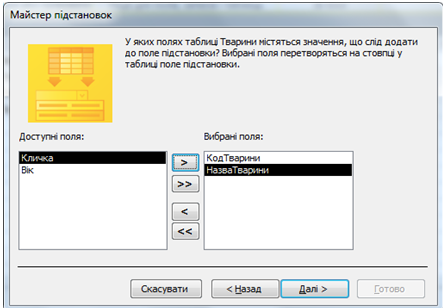 Майстер підстановок
У яких полях таблиці Тварини містяться значення, що слід додати
до поле підстановки? Вибрані поля перетворяться на стовпці у
таблиці поле підстановки.
Доступні поля:
Вибрані поля:
Кличка
Вік
>
>>
<
<<
КодТварини
НазваТварини
Скасувати
< Назад
Далі >
Готово